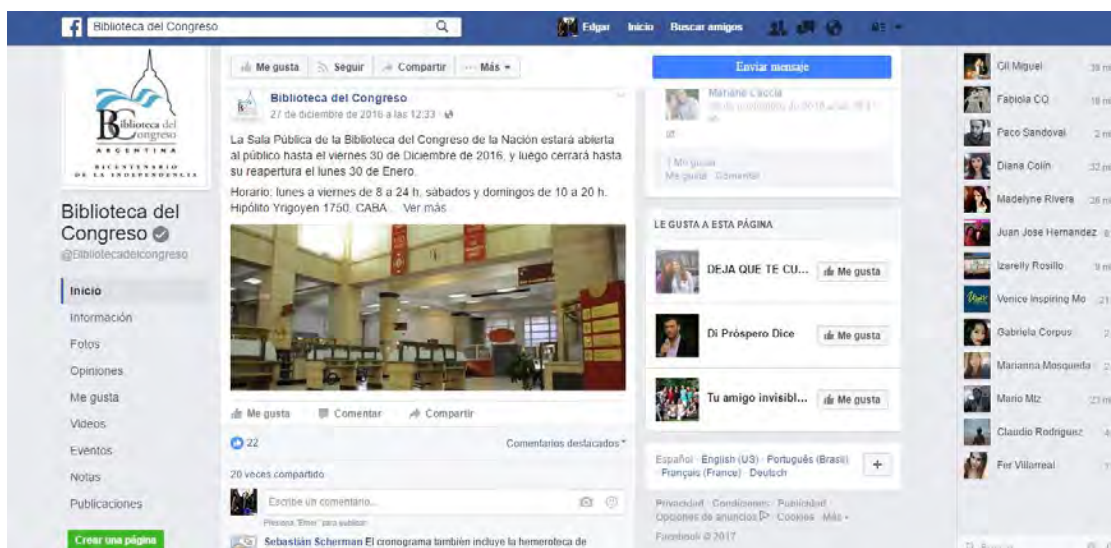 Biblioteca del Congreso
Edgar Inicio Buscar amigos
Biblioteca del
Congreso
ARGENTINA
BICENTENARIO
DE LA INDEPENDENCIA
Biblioteca del
Congreso
@Bibliotecadelcongreso
Inicio
Información
Fotos
Opiniones
Me gusta
Videos
Eventos
Notas
Publicaciones
Crear una página
Me gusta Seguir Compartir ··· Más
Biblioteca del Congreso
27 de diciembre de 2016 a las 12:33 ·
La Sala Pública de la Biblioteca del Congreso de la Nación estará abierta
al público hasta el viernes 30 de Diciembre de 2016, y luego cerrará hasta
su reapertura el lunes 30 de Enero.
Horario: lunes a viernes de 8 a 24 h, sábados y domingos de 10 a 20 h.
Hipólito Yrigoyen 1750, CABA... Ver más
Me gusta Comentar Compartir
22 Comentarios destacados
20 veces compartido
Escribe un comentario...
Presiona "Enter" para publicar.
Sebastián Scherman El cronograma también incluye la hemeroteca de
Enviar mensaje
1 Me gusta
Me gusta · Comentar
LE GUSTA A ESTA PÁGINA
DEJA QUE TE CU... Me gusta
Di Próspero Dice Me gusta
Tu amigo invisibl... Me gusta
Español · English (US) · Português (Brasil) ·
Français (France) · Deutsch
+
Privacidad · Condiciones · Publicidad ·
Opciones de anuncios · Cookies · Más
Facebook © 2017
Gil Miguel
Fabiola CQ
Paco Sandoval
Diana Colín
Madelyne Rivera
Juan Jose Hernandez
Izarelly Rosillo
Venice Inspiring Mo
Gabriela Corpus
Marianna Mosqueda
Mario Mtz
Claudio Rodriguez
Fer Villarreal